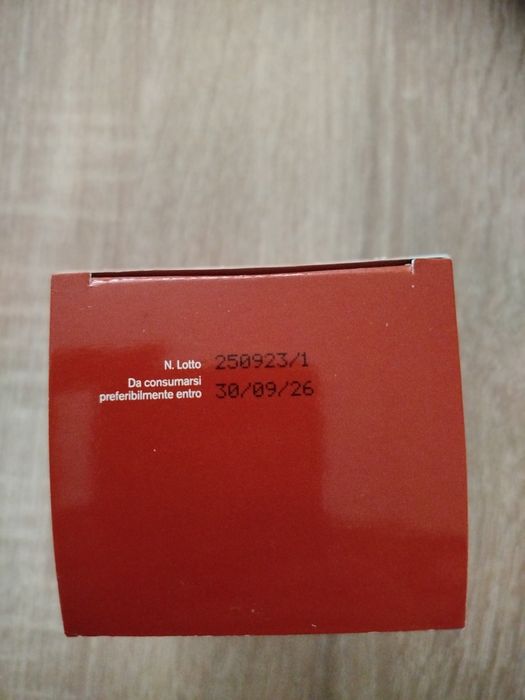 N. Lotto 250923/1
Da consumarsi
preferibilmente entro 30/09/26